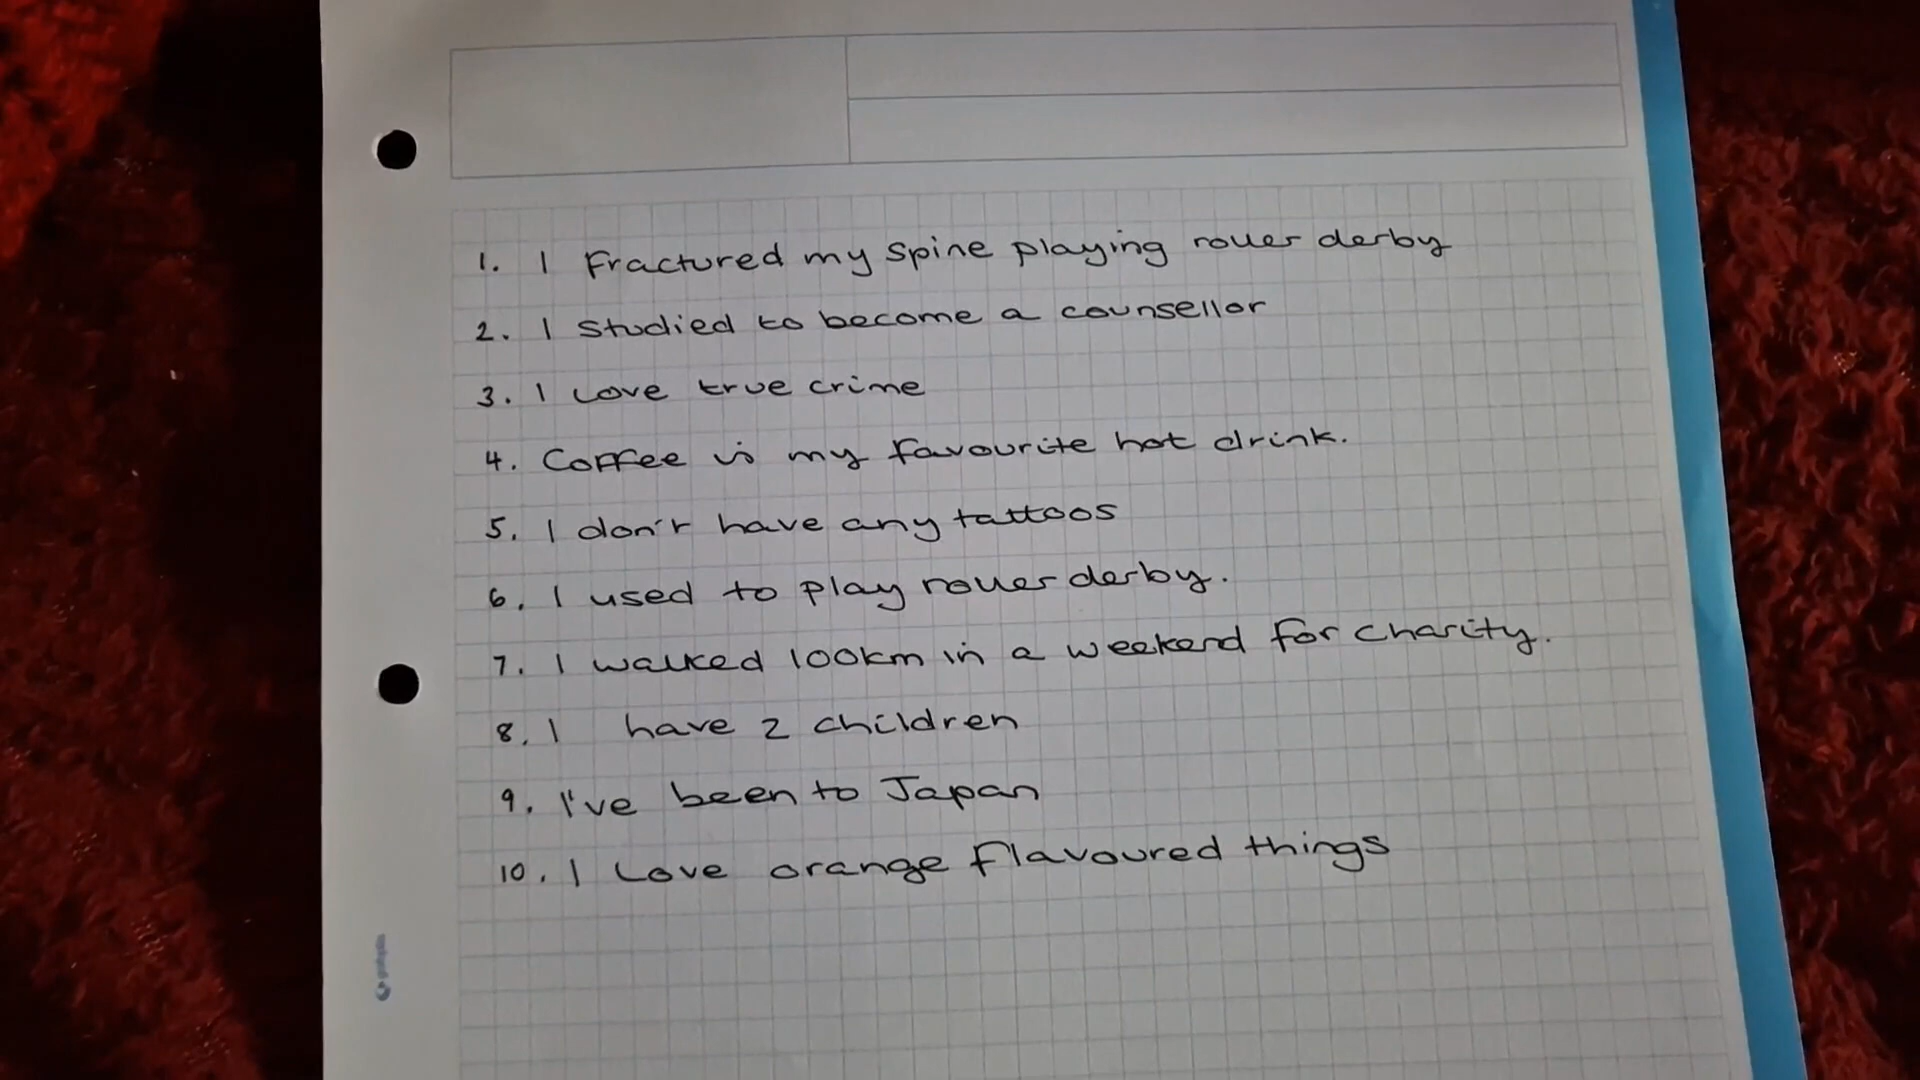 1. I Fractured my spine playing roller derby
2. I studied to become a counsellor
3. I love true crime
4. Coffee is my favourite hot drink.
5. I don't have any tattoos
6. I used to play roller derby.
7. I walked 100km in a weekend for charity.
8. I have 2 children
9. I've been to Japan
10. I love orange flavoured things